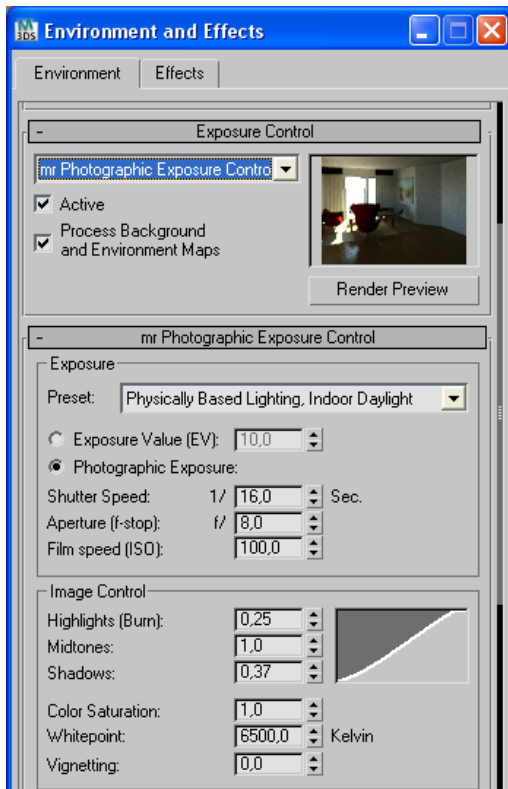 M
3DS
Environment and Effects
Environment
Effects
- Exposure Control
mr Photographic Exposure Contro
Active
Process Background
and Environment Maps
Render Preview
- mr Photographic Exposure Control
Exposure
Preset: Physically Based Lighting, Indoor Daylight
Exposure Value (EV): 10,0
Photographic Exposure:
Shutter Speed: 1/ 16,0 Sec.
Aperture (f-stop): f/ 8,0
Film speed (ISO): 100,0
Image Control
Highlights (Burn): 0,25
Midtones: 1,0
Shadows: 0,37
Color Saturation: 1,0
Whitepoint: 6500,0 Kelvin
Vignetting: 0,0